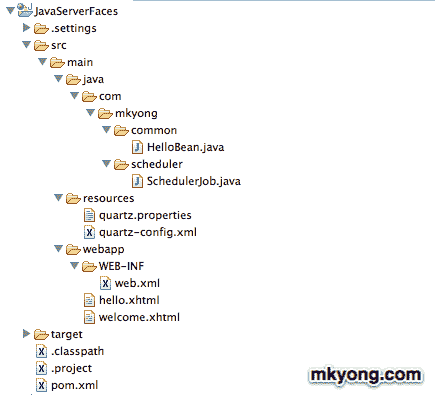 JavaServerFaces
.settings
src
main
java
com
mkyong
common
HelloBean.java
scheduler
SchedulerJob.java
resources
quartz.properties
quartz-config.xml
webapp
WEB-INF
web.xml
hello.xhtml
welcome.xhtml
target
.classpath
.project
pom.xml
mkyong.com